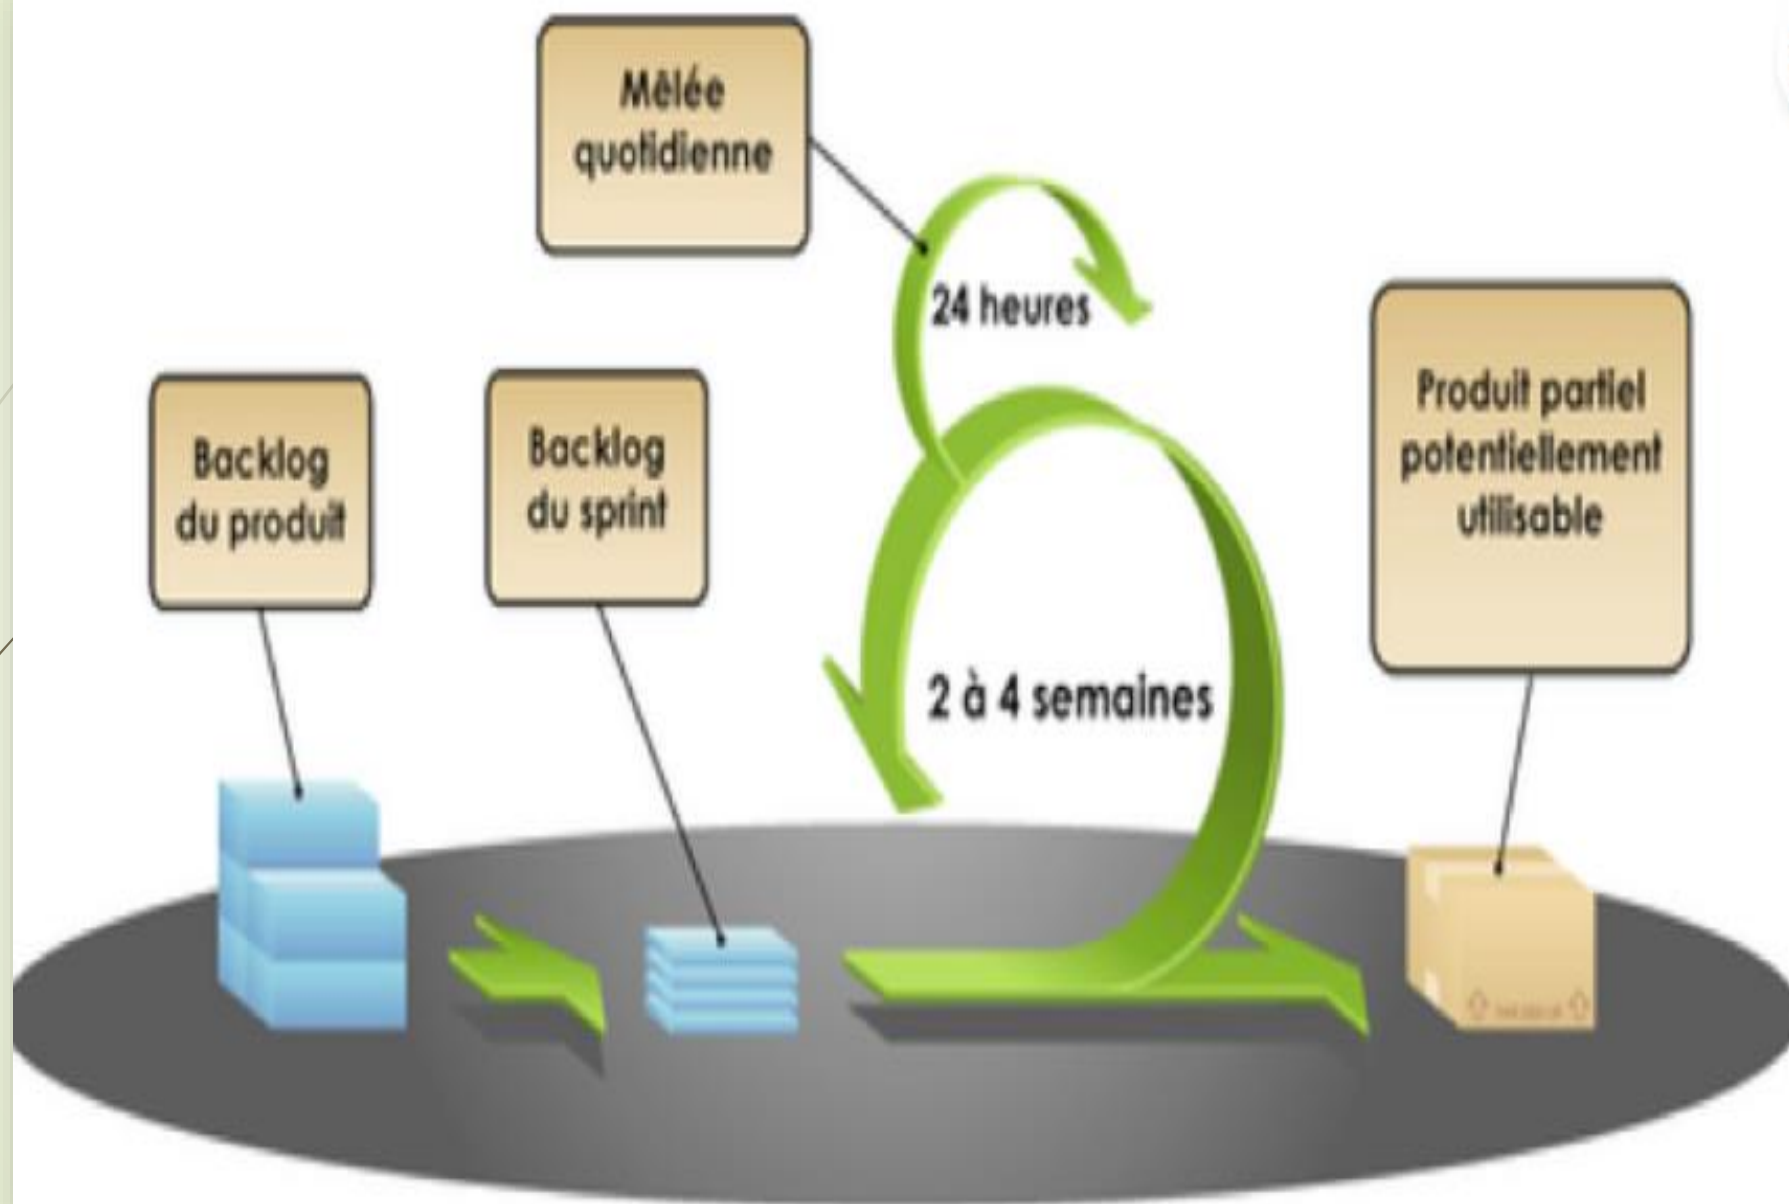 Mêlée
quotidienne
24 heures
Backlog
du produit
Backlog
du sprint
Produit partiel
potentiellement
utilisable
2 à 4 semaines